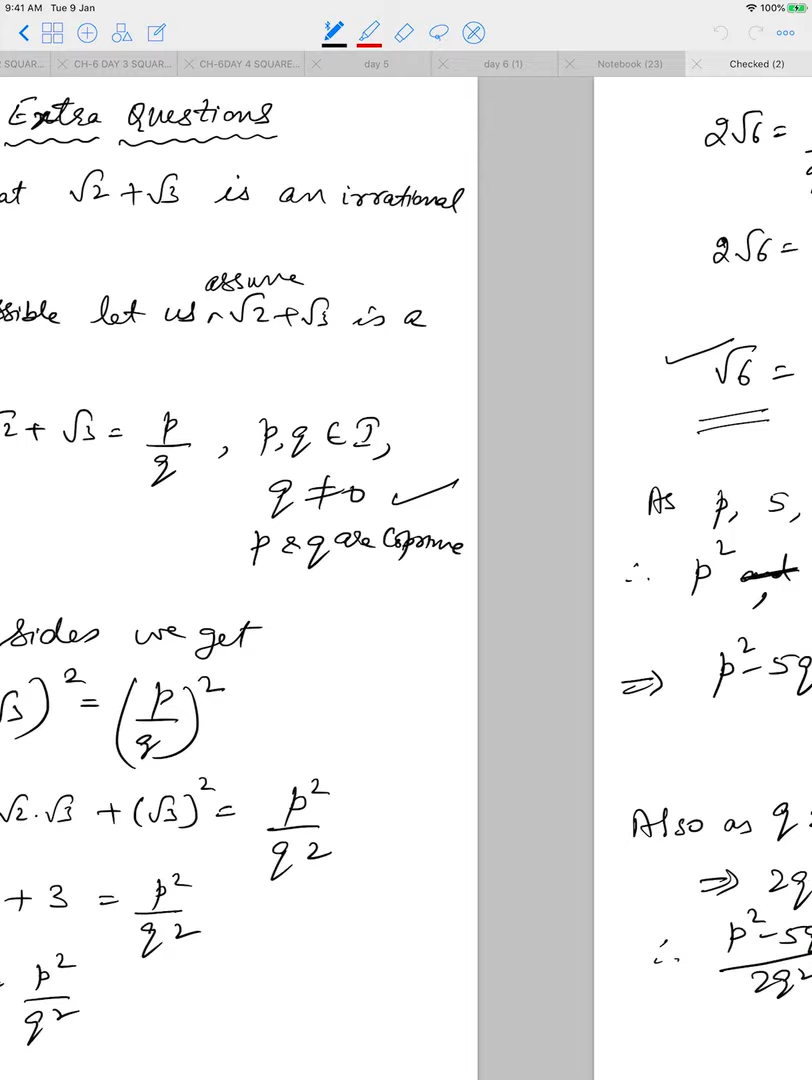 9:41 AM Tue 9 Jan
100%
SQUAR...
CH-6 DAY 3 SQUAR...
CH-6DAY 4 SQUARE...
day 5
day 6 (1)
Notebook (23)
Checked (2)
Extra Questions
at √2 + √3 is an irrational
assume
ssible let us ^ √2 + √3 is a
√2 + √3 = p/q , p, q ∈ I,
q ≠ 0 ✓
p & q are Coprime
sides we get
√3)² = (p/q)²
√2.√3 + (√3)² = p²/q²
+ 3 = p²/q²
= p²/q²
2√6 =
2√6 =
✓ √6 =
As p, 5,
∴ p² ,
⇒ p² - 5q
Also as q
⇒ 2q
∴ p² - 5q/2q²